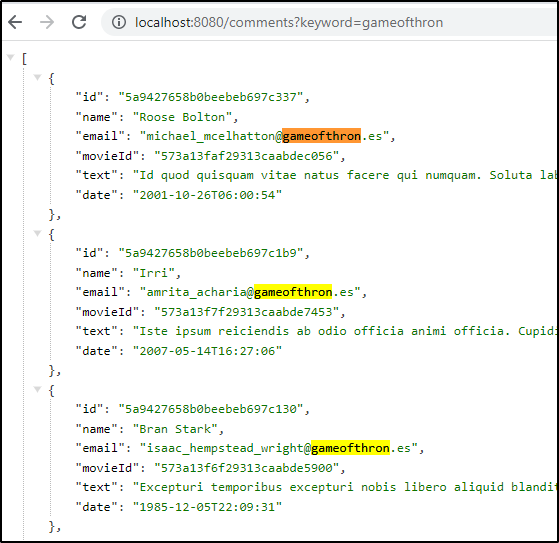 localhost:8080/comments?keyword=gameofthron
[
{
"id": "5a9427658b0beebeb697c337",
"name": "Roose Bolton"
"email": "michael_mcelhatton@gameofthron.es",
"movieId": "573a13faf29313caabdec056",
"text": "Id quod quisquam vitae natus facere qui numquam. Soluta lab
"date": "2001-10-26T06:00:54"
},
{
"id": "5a9427658b0beebeb697c1b9",
"name": "Irri",
"email": "amrita_acharia@gameofthron.es",
"movieId": "573a13f7f29313caabde7453",
"text": "Iste ipsum reiciendis ab odio officia animi officia. Cupidi
"date": "2007-05-14T16:27:06"
},
{
"id": "5a9427658b0beebeb697c130",
"name": "Bran Stark",
"email": "isaac_hempstead_wright@gameofthron.es",
"movieId": "573a13f6f29313caabde5900",
"text": "Excepturi temporibus excepturi nobis libero aliquid blandit
"date": "1985-12-05T22:09:31"
},